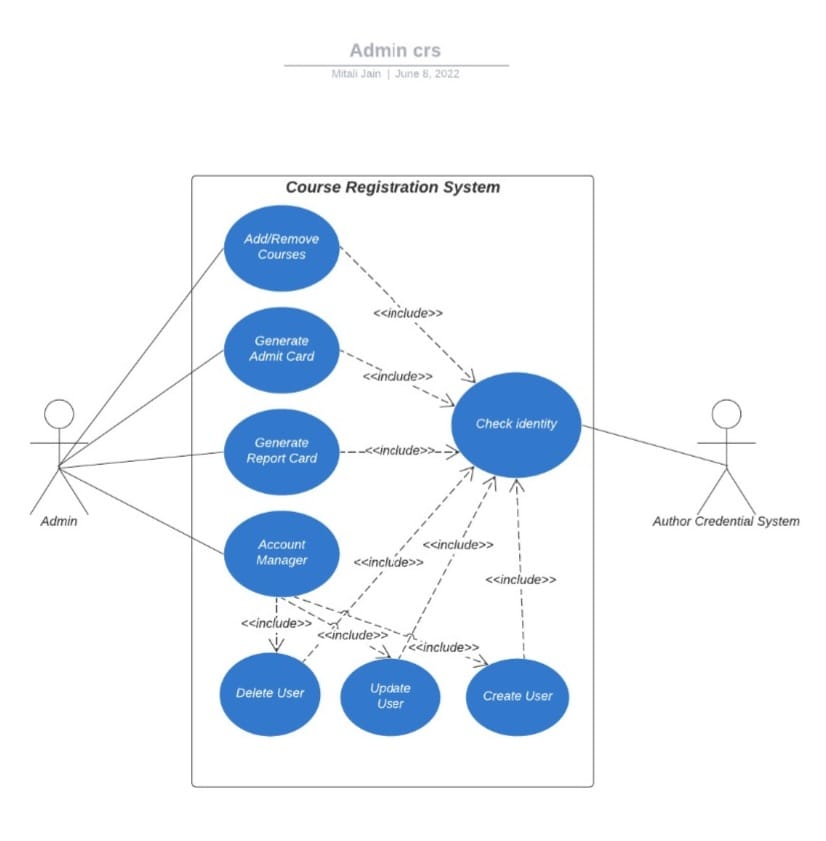 Admin crs
Mitali Jain | June 8, 2022
Course Registration System
Add/Remove
Courses
<<include>>
Generate
Admit Card
<<include>>
Check identity
Generate
Report Card
<<include>>
Admin
Author Credential System
Account
Manager
<<include>>
<<include>>
<<include>>
<<include>>
<<include>>
<<include>>
Delete User
Update
User
Create User